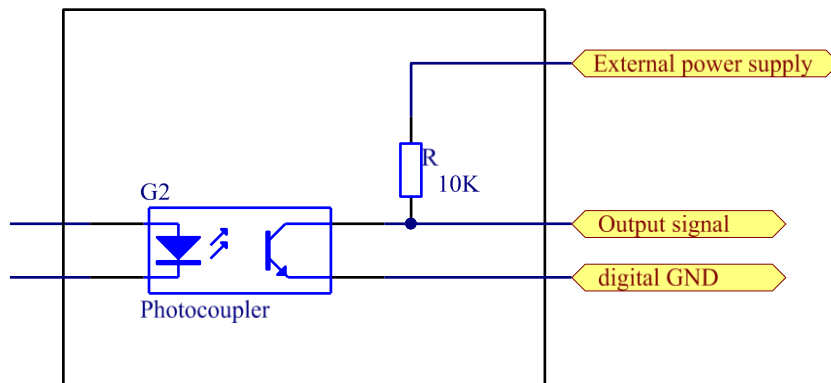 External power supply
R
10K
G2
Output signal
digital GND
Photocoupler